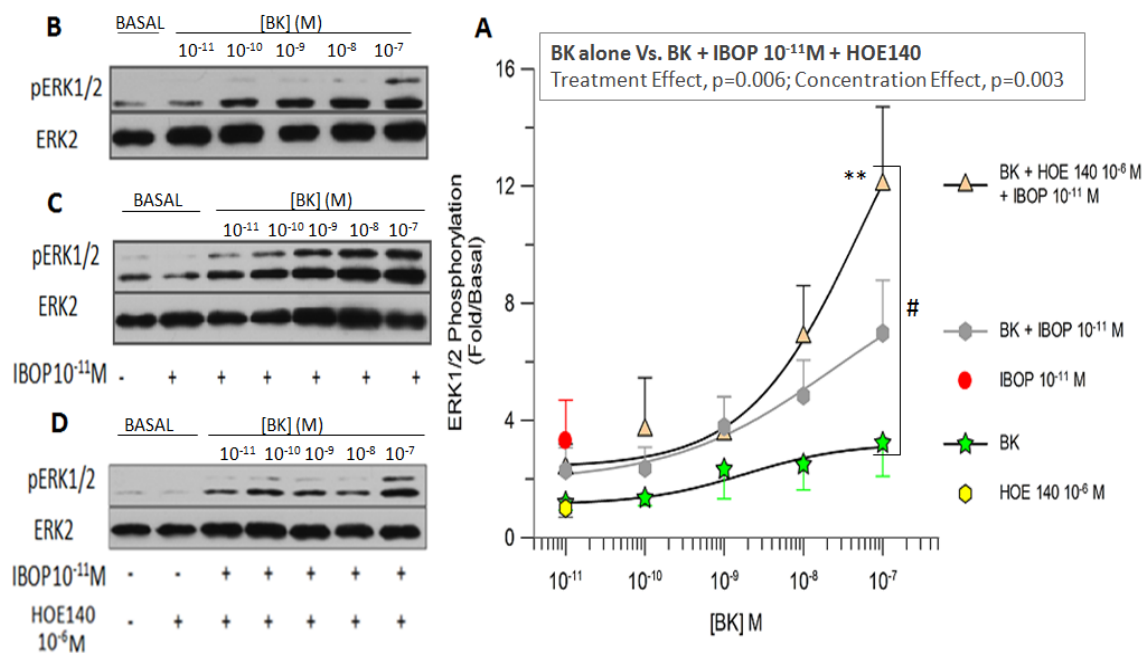 B
BASAL [BK] (M)
10⁻¹¹ 10⁻¹⁰ 10⁻⁹ 10⁻⁸ 10⁻⁷
pERK1/2
ERK2
C
BASAL [BK] (M)
10⁻¹¹ 10⁻¹⁰ 10⁻⁹ 10⁻⁸ 10⁻⁷
pERK1/2
ERK2
IBOP10⁻¹¹M - + + + + + +
D
BASAL [BK] (M)
10⁻¹¹ 10⁻¹⁰ 10⁻⁹ 10⁻⁸ 10⁻⁷
pERK1/2
ERK2
IBOP10⁻¹¹M - - + + + + +
HOE140
10⁻⁶M - + + + + + +
A
BK alone Vs. BK + IBOP 10⁻¹¹M + HOE140
Treatment Effect, p=0.006; Concentration Effect, p=0.003
ERK1/2 Phosphorylation
(Fold/Basal)
16
12
8
4
0
**
#
10⁻¹¹ 10⁻¹⁰ 10⁻⁹ 10⁻⁸ 10⁻⁷
[BK] M
BK + HOE 140 10⁻⁶ M
+ IBOP 10⁻¹¹ M
BK + IBOP 10⁻¹¹ M
IBOP 10⁻¹¹ M
BK
HOE 140 10⁻⁶ M